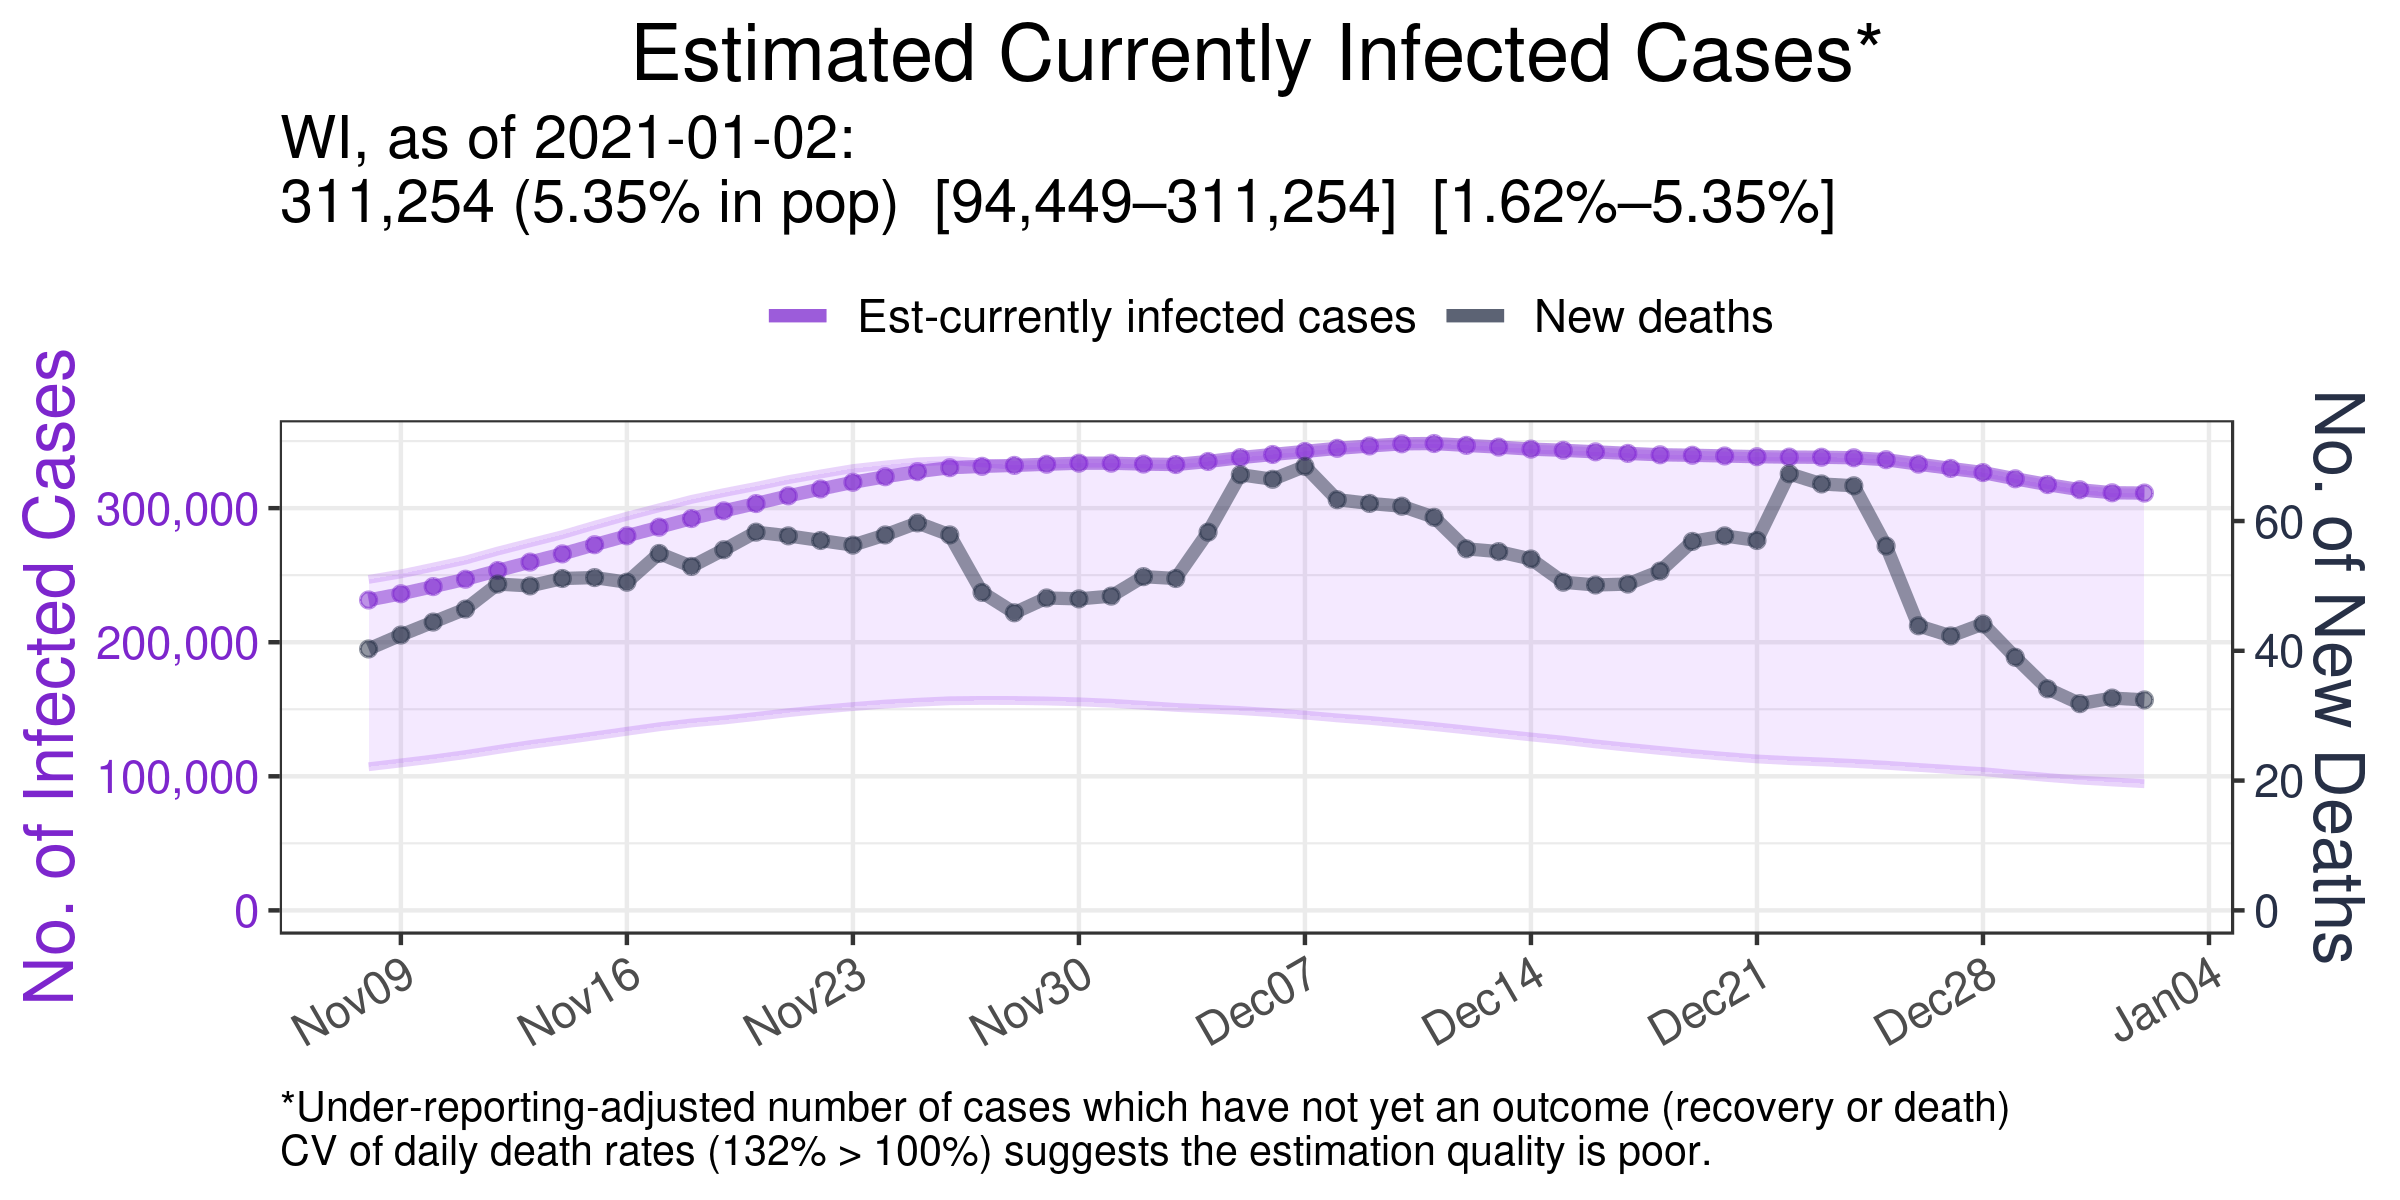 Estimated Currently Infected Cases*
WI, as of 2021-01-02:
311,254 (5.35% in pop)  [94,449–311,254]  [1.62%–5.35%]
Est-currently infected cases
New deaths
No. of Infected Cases
300,000
200,000
100,000
0
60
40
20
0
No. of New Deaths
Nov09
Nov16
Nov23
Nov30
Dec07
Dec14
Dec21
Dec28
Jan04
*Under-reporting-adjusted number of cases which have not yet an outcome (recovery or death)
CV of daily death rates (132% > 100%) suggests the estimation quality is poor.